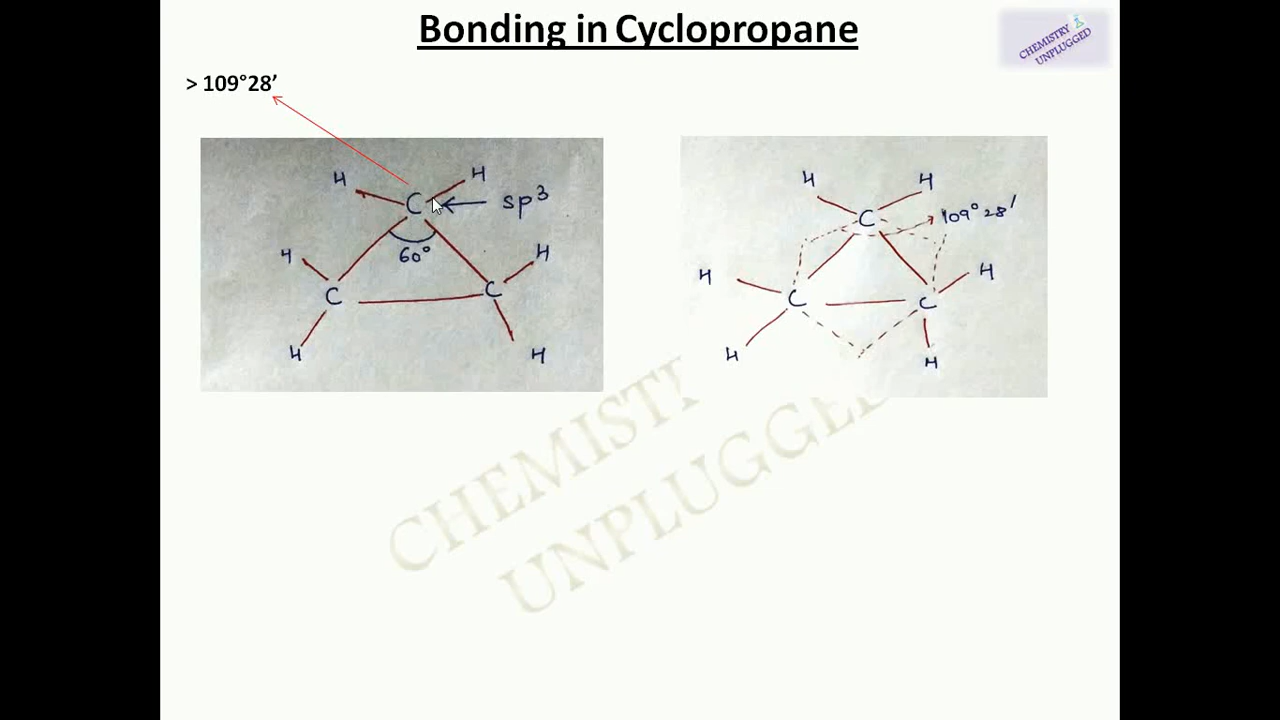 Bonding in Cyclopropane
CHEMISTRY
UNPLUGGED
> 109°28′
H
H
C
sp³
60°
H
H
C
C
H
H
H
H
C
109°28′
H
H
C
C
H
H
CHEMISTRY
UNPLUGGED